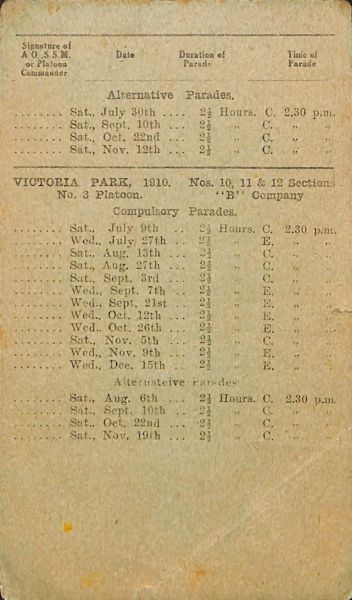 Signature of
A O ,S.S.M.
or Platoon
Commander
Date
Duration of
Parade
Time of
Parade
Alternative Parades.
........ Sat., July 30th .... 2½ Hours. C. 2.30 p.m.
........ Sat., Sept. 10th ... 2½ „ C. „ „
........ Sat., Oct. 22nd ... 2½ „ C. „ „
........ Sat., Nov. 12th ... 2½ „ C. „ „
VICTORIA PARK, 1910. Nos. 10, 11 & 12 Sections
No. 3 Platoon. "B" Company
Compulsory Parades.
........ Sat., July 9th .. 2½ Hours. C. 2.30 p.m.
........ Wed., July 27th .. 2½ „ E. „ „
........ Sat., Aug. 13th ... 2½ „ C. „ „
........ Sat., Aug. 27th ... 2½ „ C. „ „
........ Sat., Sept. 3rd ... 2½ „ C. „ „
........ Wed., Sept. 7th .. 2½ „ E. „ „
........ Wed., Sept. 21st .. 2½ „ E. „ „
........ Wed., Oct. 12th ... 2½ „ E. „ „
........ Wed., Oct. 26th ... 2½ „ E. „ „
........ Sat., Nov. 5th ... 2½ „ C. „ „
........ Wed., Nov. 9th ... 2½ „ E. „ „
........ Wed., Dec. 15th .. 2½ „ E. „ „
Alternateive Parades
........ Sat., Aug. 6th ... 2½ Hours. C. 2.30 p.m.
........ Sat., Sept. 10th .. 2½ „ C. „ „
........ Sat., Oct. 22nd ... 2½ „ C. „ „
........ Sat., Nov. 19th ... 2½ „ C. „ „